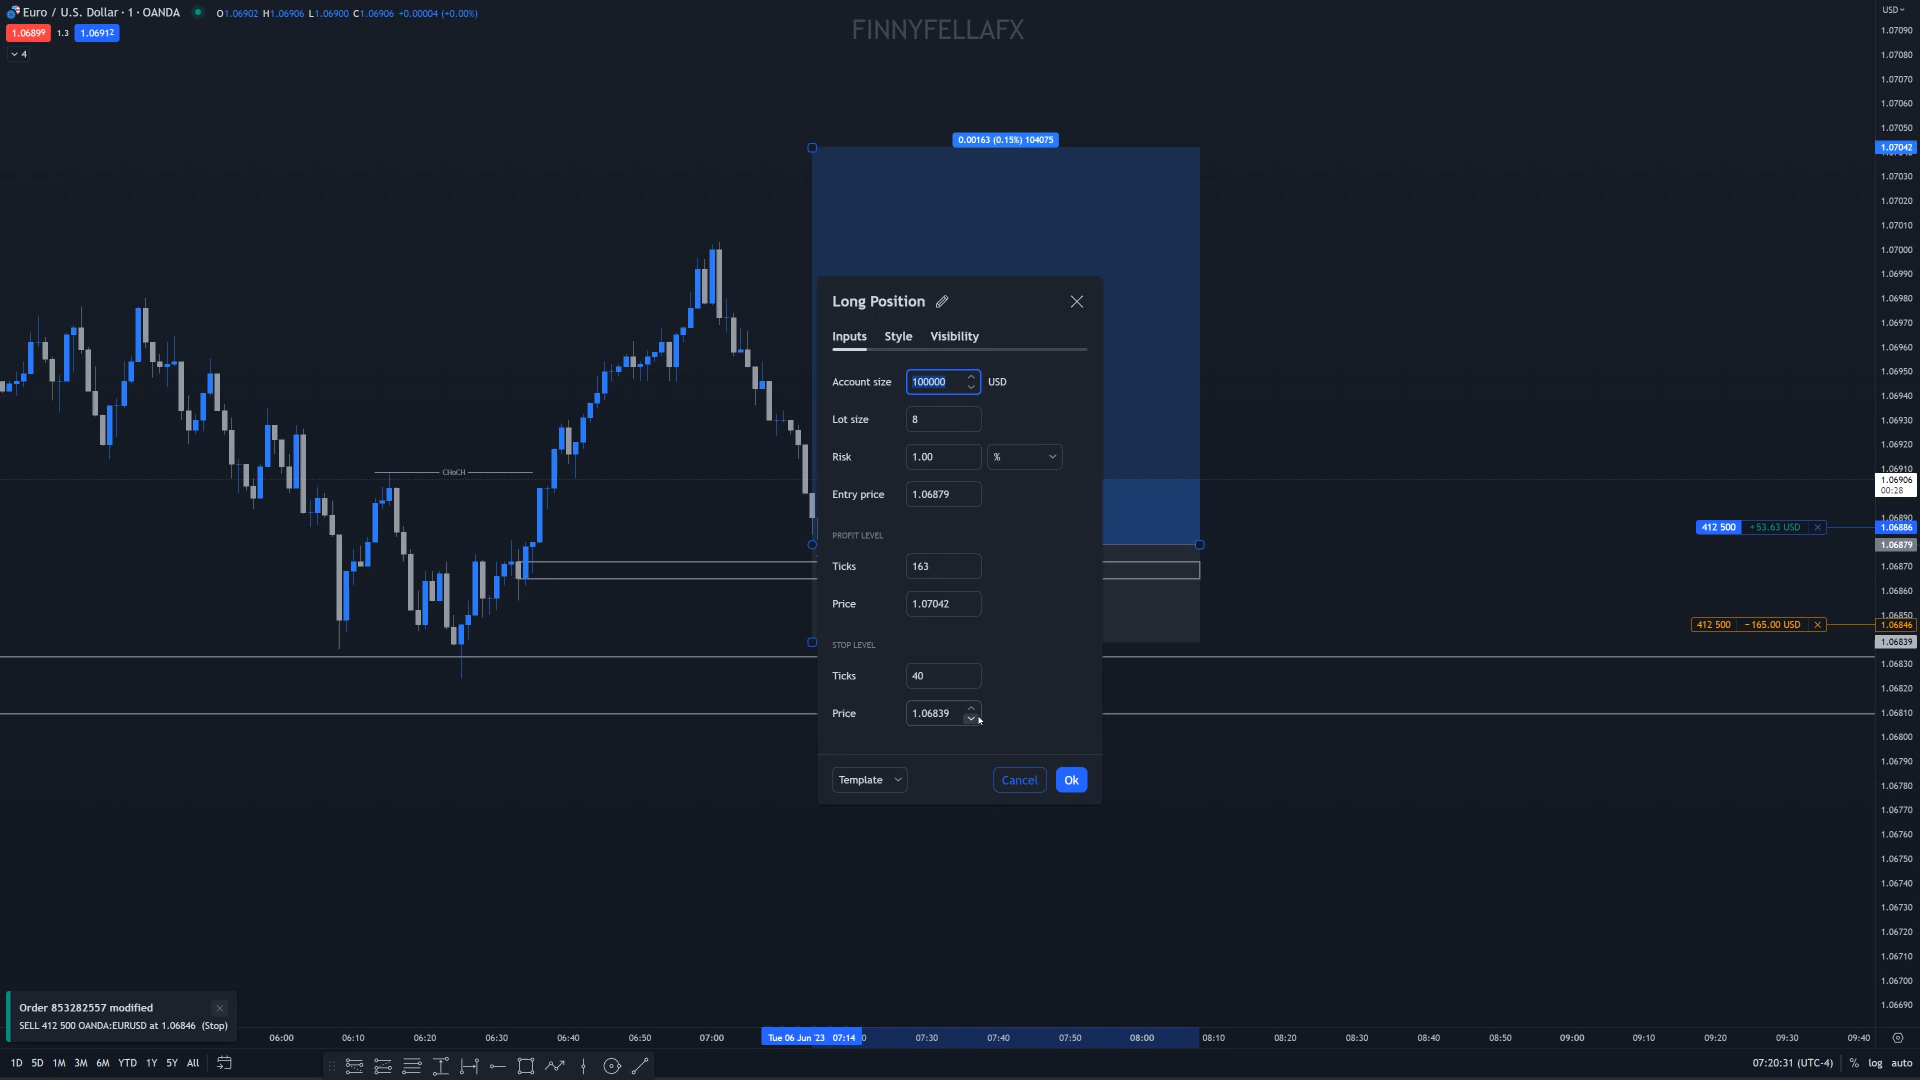 Euro / U.S. Dollar · 1 · OANDA O1.06902 H1.06906 L1.06900 C1.06906 +0.00004 (+0.00%)
1.06899 1.3 1.06912
4
FINNYFELLAFX
USD
1.07090
1.07080
1.07070
1.07060
1.07050
0.00163 (0.15%) 104075
1.07042
1.07030
1.07020
1.07010
1.07000
1.06990
1.06980
1.06970
1.06960
1.06950
1.06940
1.06930
1.06920
1.06910
1.06906
00:28
1.06890
1.06886
1.06879
1.06870
1.06860
1.06850
1.06846
1.06839
1.06830
1.06820
1.06810
1.06800
1.06790
1.06780
1.06770
1.06760
1.06750
1.06740
1.06730
1.06720
1.06710
1.06700
1.06690
CHoCH
Long Position
Inputs Style Visibility
Account size 100000 USD
Lot size 8
Risk 1.00 %
Entry price 1.06879
PROFIT LEVEL
Ticks 163
Price 1.07042
STOP LEVEL
Ticks 40
Price 1.06839
Template Cancel Ok
412 500 +53.63 USD
412 500 −165.00 USD
Order 853282557 modified
SELL 412 500 OANDA:EURUSD at 1.06846 (Stop)
06:00 06:10 06:20 06:30 06:40 06:50 07:00 Tue 06 Jun '23 07:14 07:30 07:40 07:50 08:00 08:10 08:20 08:30 08:40 08:50 09:00 09:10 09:20 09:30 09:40
1D 5D 1M 3M 6M YTD 1Y 5Y All
07:20:31 (UTC-4) % log auto